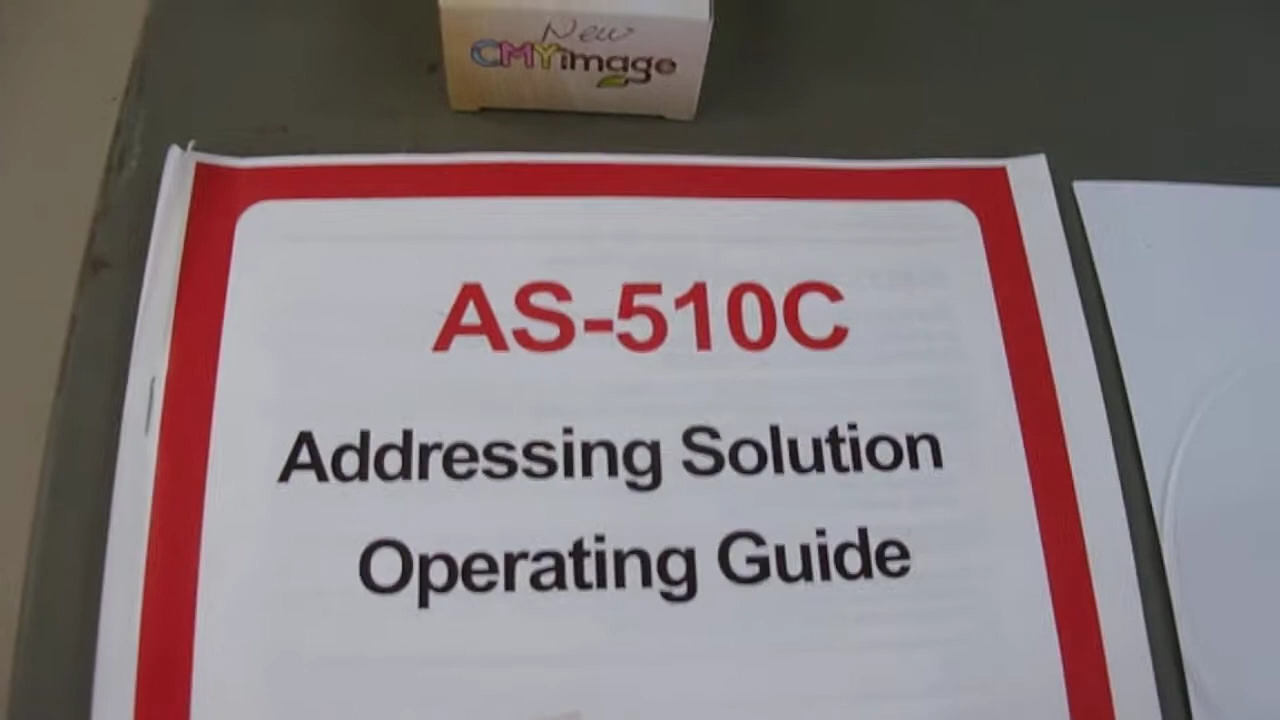 New
CMYimage
AS-510C
Addressing Solution
Operating Guide